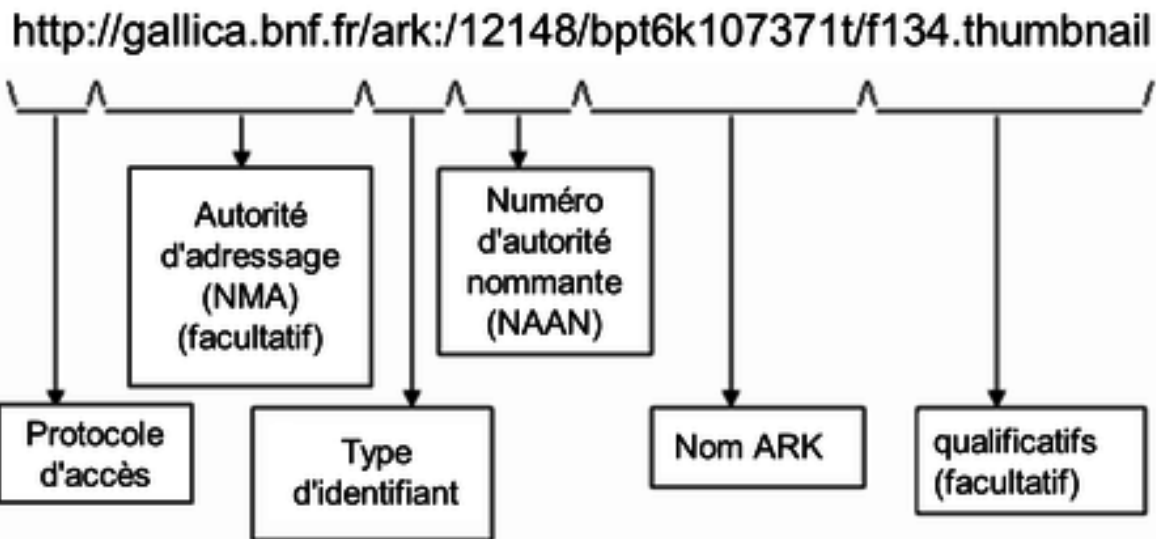 http://gallica.bnf.fr/ark:/12148/bpt6k107371t/f134.thumbnail
Autorité
d'adressage
(NMA)
(facultatif)
Numéro
d'autorité
nommante
(NAAN)
Protocole
d'accès
Type
d'identifiant
Nom ARK
qualificatifs
(facultatif)